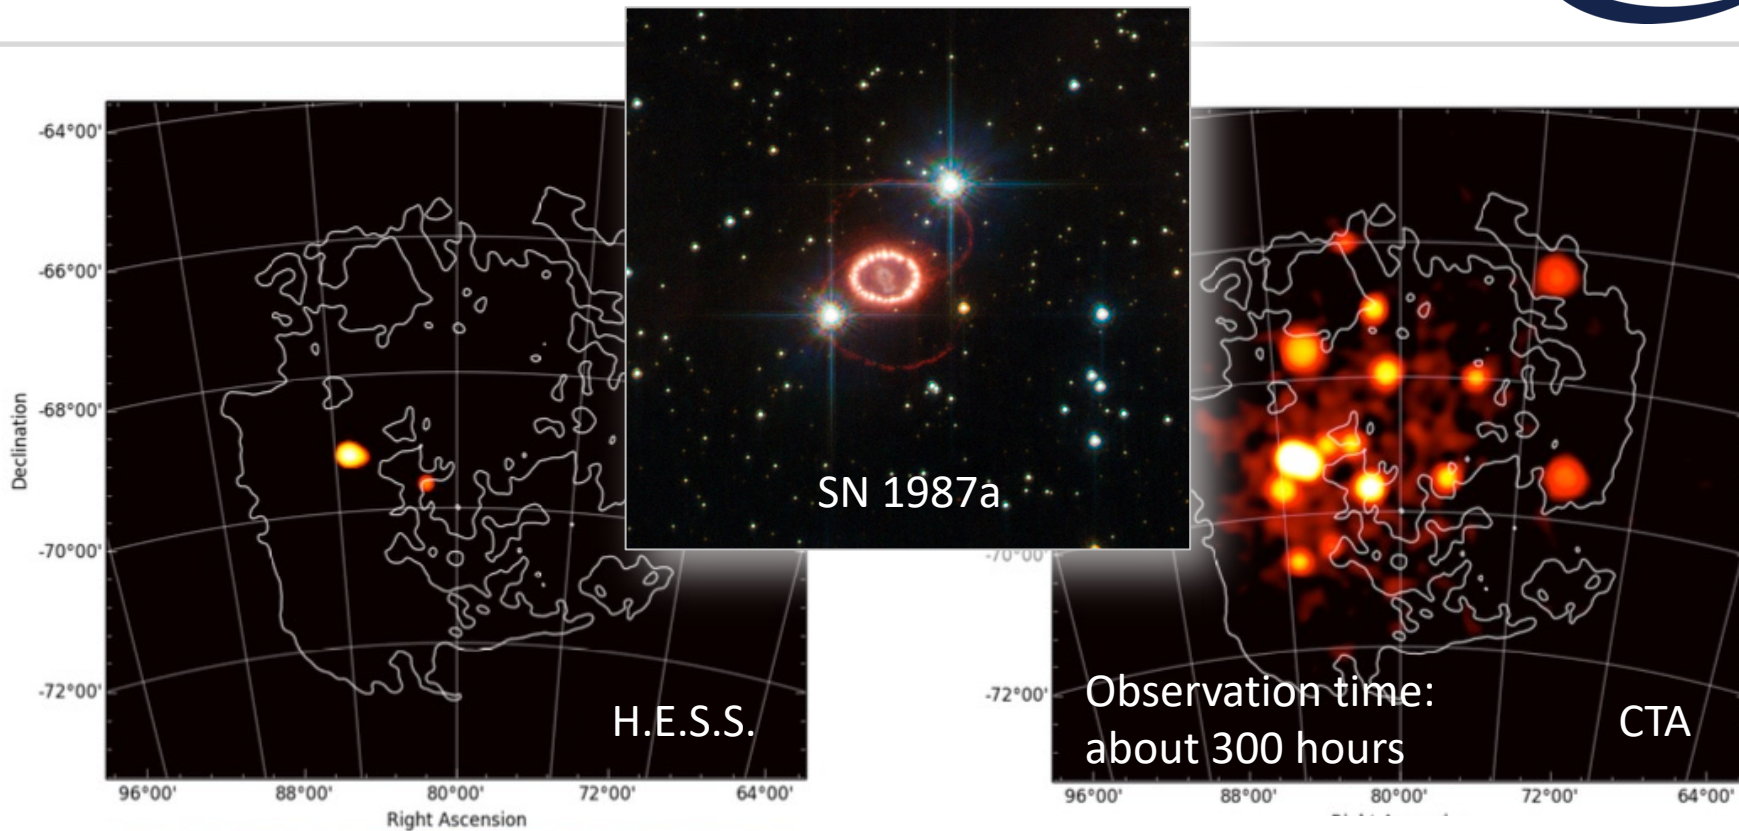 -64°00'
-66°00'
-68°00'
-70°00'
-72°00'
Declination
96°00'
88°00'
80°00'
72°00'
64°00'
Right Ascension
H.E.S.S.
SN 1987a
-70°00'
-72°00'
Observation time:
about 300 hours
CTA
96°00'
88°00'
80°00'
72°00'
64°00'